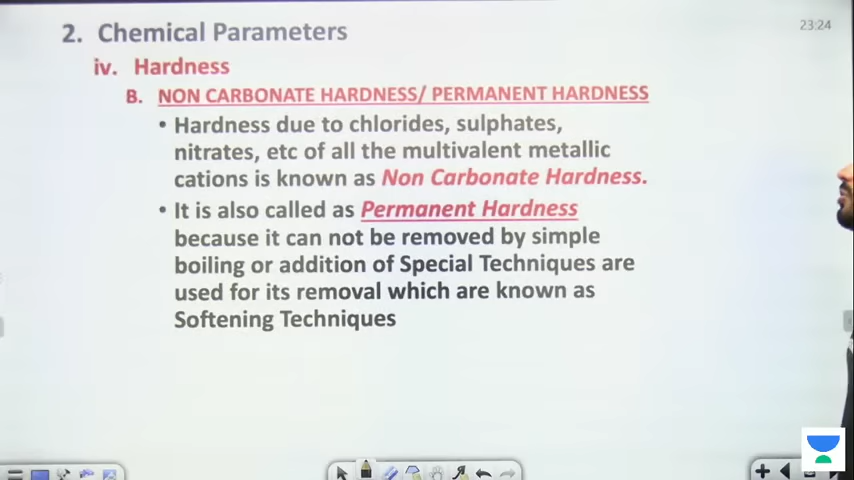 23:24
2. Chemical Parameters
iv. Hardness
B. NON CARBONATE HARDNESS/ PERMANENT HARDNESS
• Hardness due to chlorides, sulphates,
nitrates, etc of all the multivalent metallic
cations is known as Non Carbonate Hardness.
• It is also called as Permanent Hardness
because it can not be removed by simple
boiling or addition of Special Techniques are
used for its removal which are known as
Softening Techniques